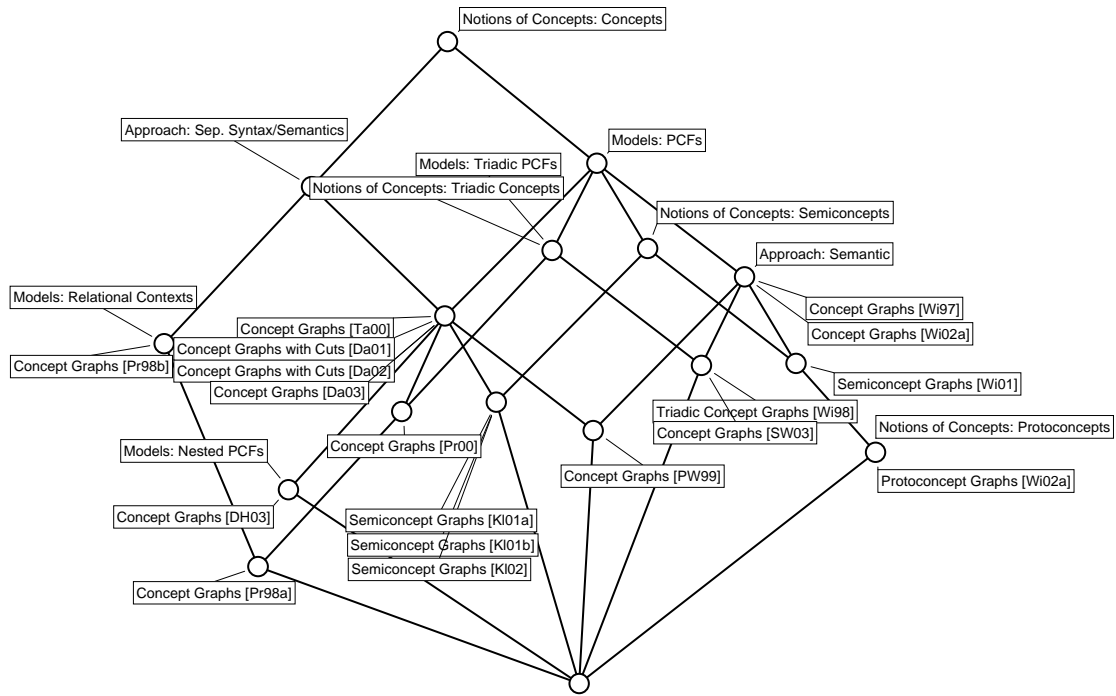 Notions of Concepts: Concepts
Approach: Sep. Syntax/Semantics
Models: PCFs
Models: Triadic PCFs
Notions of Concepts: Triadic Concepts
Notions of Concepts: Semiconcepts
Approach: Semantic
Models: Relational Contexts
Concept Graphs [Wi97]
Concept Graphs [Ta00]
Concept Graphs [Wi02a]
Concept Graphs with Cuts [Da01]
Concept Graphs [Pr98b]
Concept Graphs with Cuts [Da02]
Semiconcept Graphs [Wi01]
Concept Graphs [Da03]
Triadic Concept Graphs [Wi98]
Concept Graphs [SW03]
Notions of Concepts: Protoconcepts
Concept Graphs [Pr00]
Models: Nested PCFs
Concept Graphs [PW99]
Protoconcept Graphs [Wi02a]
Concept Graphs [DH03]
Semiconcept Graphs [Kl01a]
Semiconcept Graphs [Kl01b]
Semiconcept Graphs [Kl02]
Concept Graphs [Pr98a]